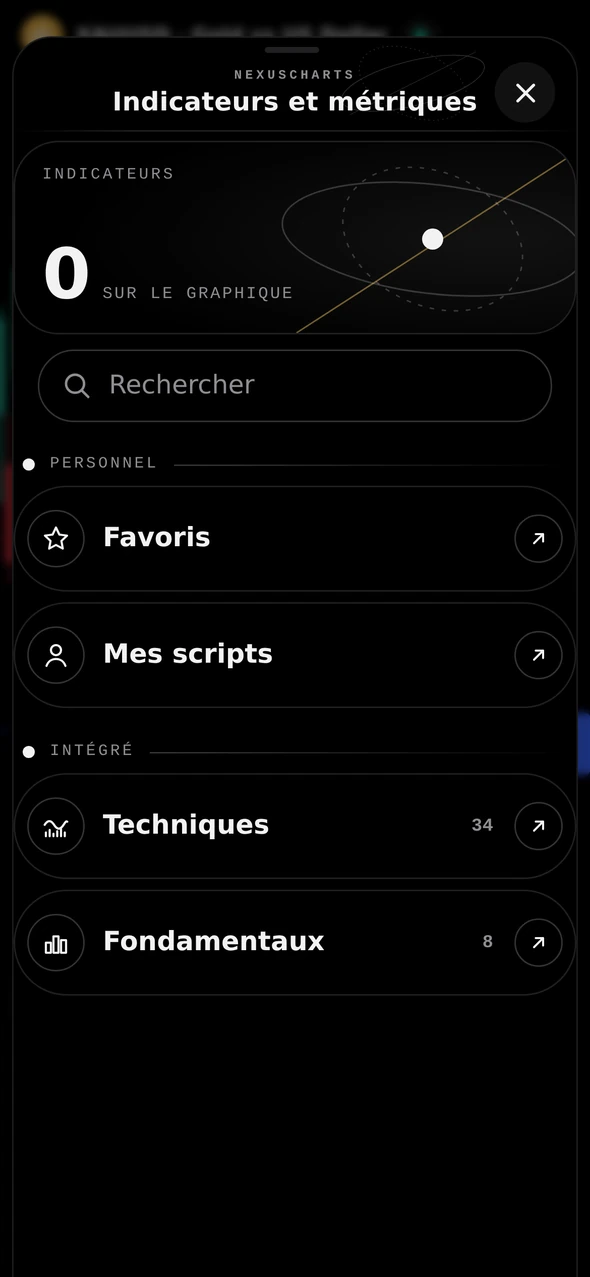 NEXUSCHARTS
Indicateurs et métriques
INDICATEURS
0 SUR LE GRAPHIQUE
Rechercher
PERSONNEL
Favoris
Mes scripts
INTÉGRÉ
Techniques 34
Fondamentaux 8